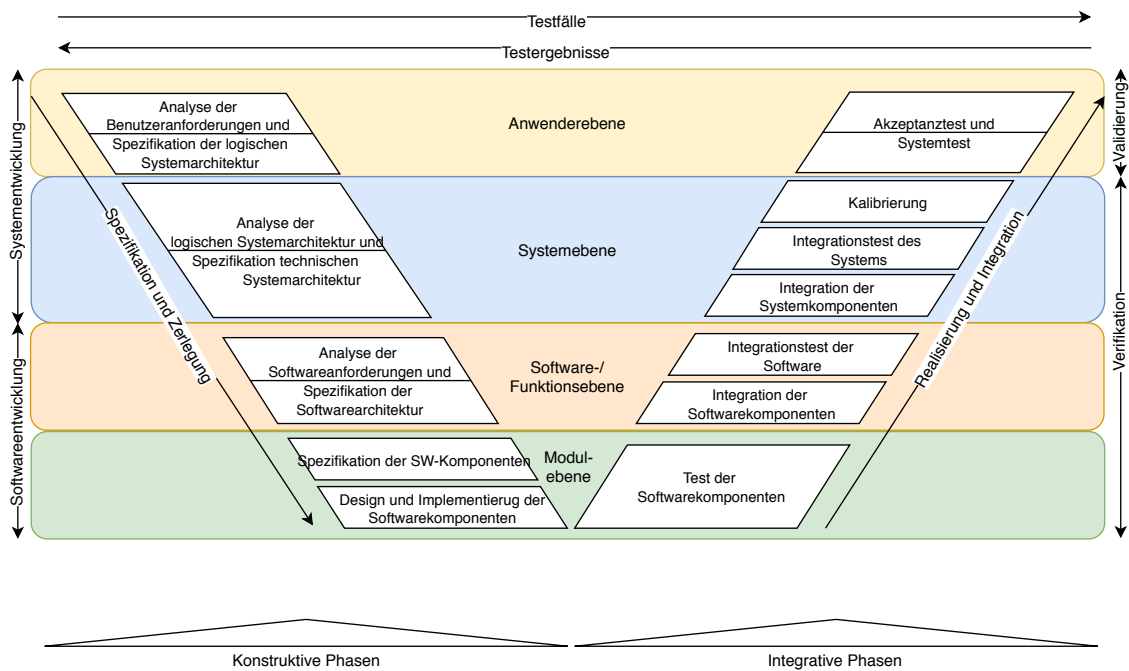 Testfälle
Testergebnisse
Systementwicklung
Softwareentwicklung
Spezifikation und Zerlegung
Analyse der
Benutzeranforderungen und
Spezifikation der logischen
Systemarchitektur
Anwenderebene
Akzeptanztest und
Systemtest
Validierung
Analyse der
logischen Systemarchitektur und
Spezifikation technischen
Systemarchitektur
Systemebene
Kalibrierung
Integrationstest des
Systems
Integration der
Systemkomponenten
Realisierung und Integration
Verifikation
Analyse der
Softwareanforderungen und
Spezifikation der
Softwarearchitektur
Software-/
Funktionsebene
Integrationstest der
Software
Integration der
Softwarekomponenten
Spezifikation der SW-Komponenten
Design und Implementierug der
Softwarekomponenten
Modul-
ebene
Test der
Softwarekomponenten
Konstruktive Phasen
Integrative Phasen